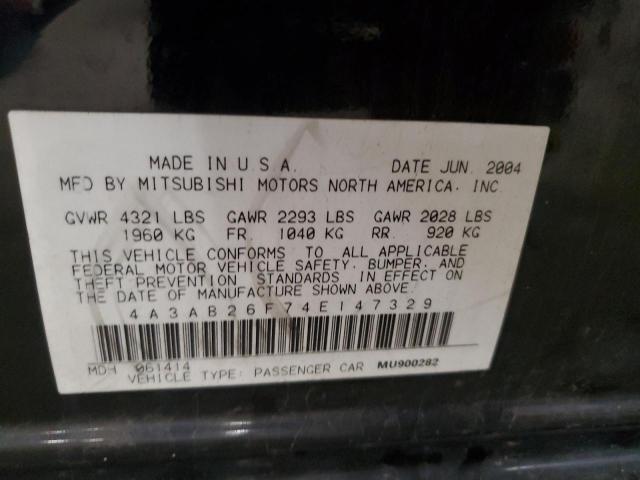 MADE IN U.S.A. DATE JUN. 2004
MFD BY MITSUBISHI MOTORS NORTH AMERICA, INC.
GVWR 4321 LBS GAWR 2293 LBS GAWR 2028 LBS
1960 KG FR. 1040 KG RR. 920 KG
THIS VEHICLE CONFORMS TO ALL APPLICABLE
FEDERAL MOTOR VEHICLE SAFETY, BUMPER, AND
THEFT PREVENTION STANDARDS IN EFFECT ON
THE DATE OF MANUFACTURE SHOWN ABOVE.
4A3AB26F74E147329
MDH 061414
VEHICLE TYPE: PASSENGER CAR MU900282